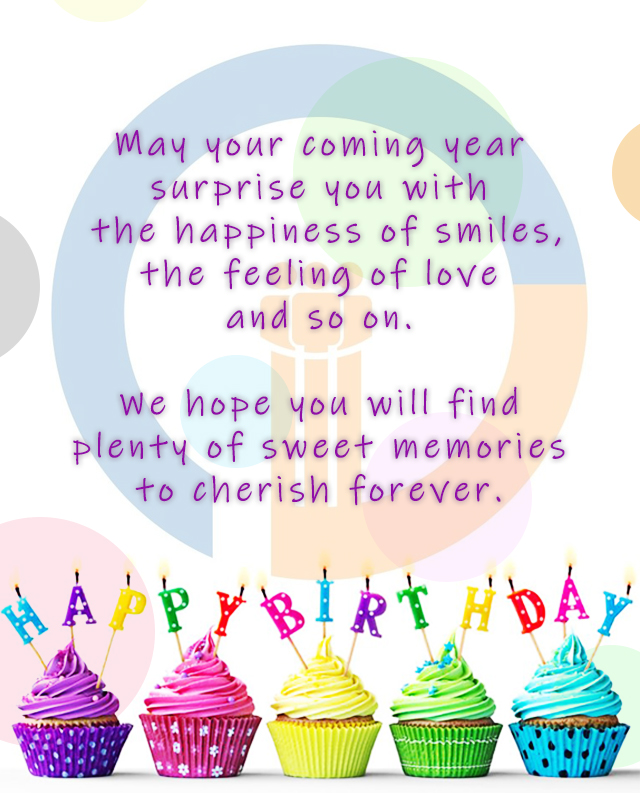 May your coming year
surprise you with
the happiness of smiles,
the feeling of love
and so on.
We hope you will find
plenty of sweet memories
to cherish forever.
HAPPY BIRTHDAY